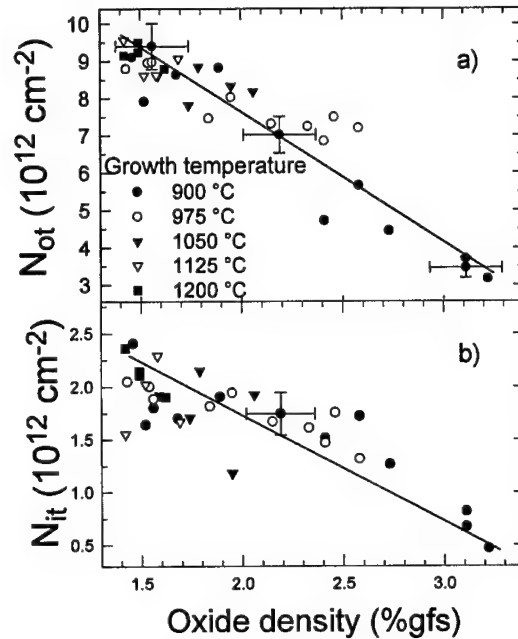 a)
N_ot (10^12 cm^-2)
10
9
8
7
6
5
4
3
Growth temperature
900 °C
975 °C
1050 °C
1125 °C
1200 °C
b)
N_it (10^12 cm^-2)
2.5
2.0
1.5
1.0
0.5
1.5 2.0 2.5 3.0
Oxide density (%gfs)